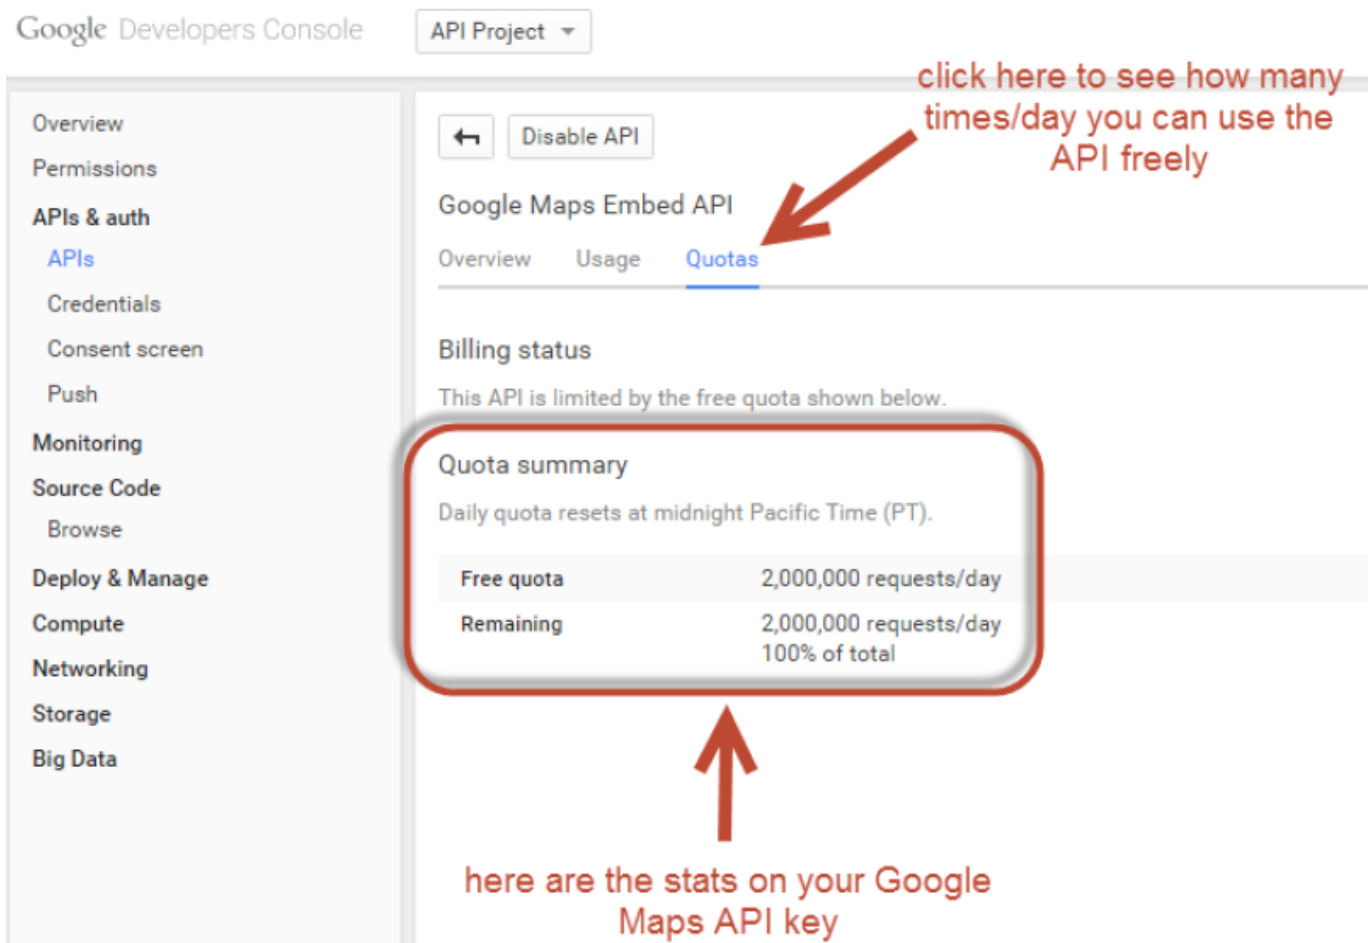 Google Developers Console
API Project
click here to see how many
times/day you can use the
API freely
Overview
Permissions
APIs & auth
APIs
Credentials
Consent screen
Push
Monitoring
Source Code
Browse
Deploy & Manage
Compute
Networking
Storage
Big Data
Disable API
Google Maps Embed API
Overview Usage Quotas
Billing status
This API is limited by the free quota shown below.
Quota summary
Daily quota resets at midnight Pacific Time (PT).
Free quota 2,000,000 requests/day
Remaining 2,000,000 requests/day
100% of total
here are the stats on your Google
Maps API key